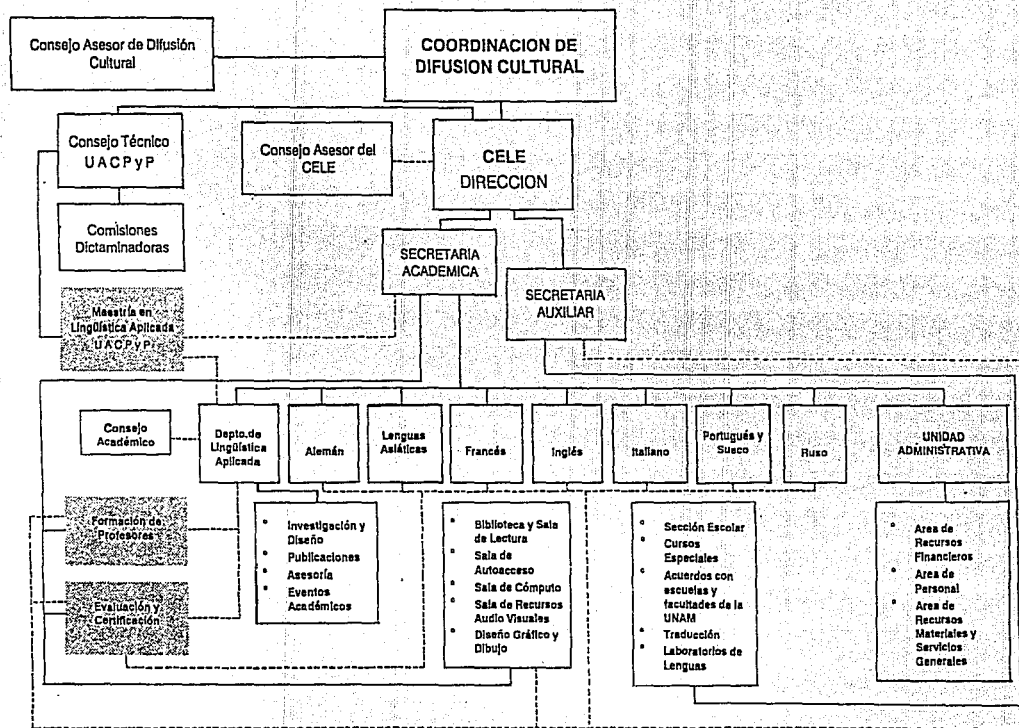 Consejo Asesor de Difusión
Cultural
COORDINACION DE
DIFUSION CULTURAL
Consejo Técnico
UACPyP
Consejo Asesor del
CELE
CELE
DIRECCION
Comisiones
Dictaminadoras
SECRETARIA
ACADEMICA
SECRETARIA
AUXILIAR
Maestría en
Lingüística Aplicada
UACPyP
Consejo
Académico
Depto.de
Lingüística
Aplicada
Alemán
Lenguas
Asiáticas
Francés
Inglés
Italiano
Portugués y
Sueco
Ruso
UNIDAD
ADMINISTRATIVA
Formación de
Profesores
Evaluación y
Certificación
Investigación y
Diseño
Publicaciones
Asesoría
Eventos
Académicos
Biblioteca y Sala
de Lectura
Sala de
Autoacceso
Sala de Cómputo
Sala de Recursos
Audio Visuales
Diseño Gráfico y
Dibujo
Sección Escolar
Cursos
Especiales
Acuerdos con
escuelas y
facultades de la
UNAM
Traducción
Laboratorios de
Lenguas
Area de
Recursos
Financieros
Area de
Personal
Area de
Recursos
Materiales y
Servicios
Generales